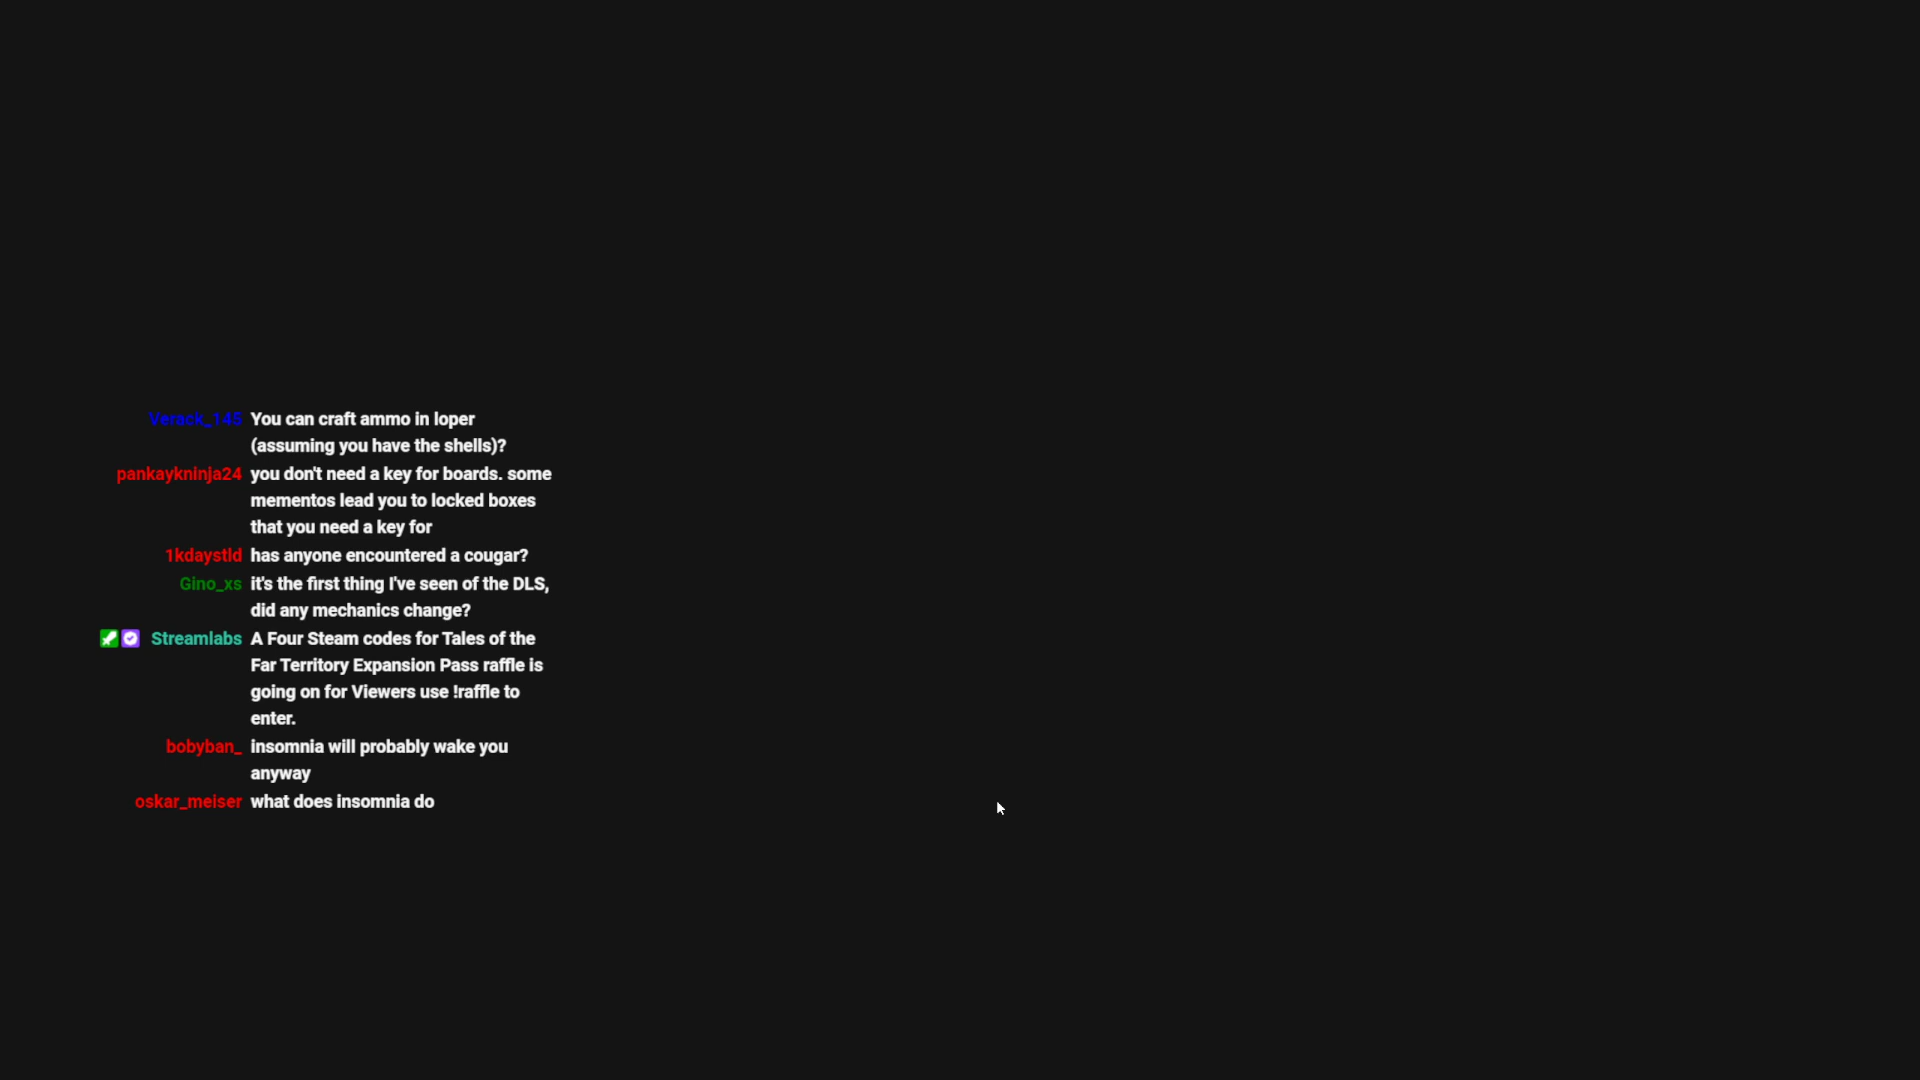 Verack_145 You can craft ammo in loper
(assuming you have the shells)?
pankaykninja24 you don't need a key for boards. some
mementos lead you to locked boxes
that you need a key for
1kdaystld has anyone encountered a cougar?
Gino_xs it's the first thing I've seen of the DLS,
did any mechanics change?
Streamlabs A Four Steam codes for Tales of the
Far Territory Expansion Pass raffle is
going on for Viewers use !raffle to
enter.
bobyban_ insomnia will probably wake you
anyway
oskar_meiser what does insomnia do